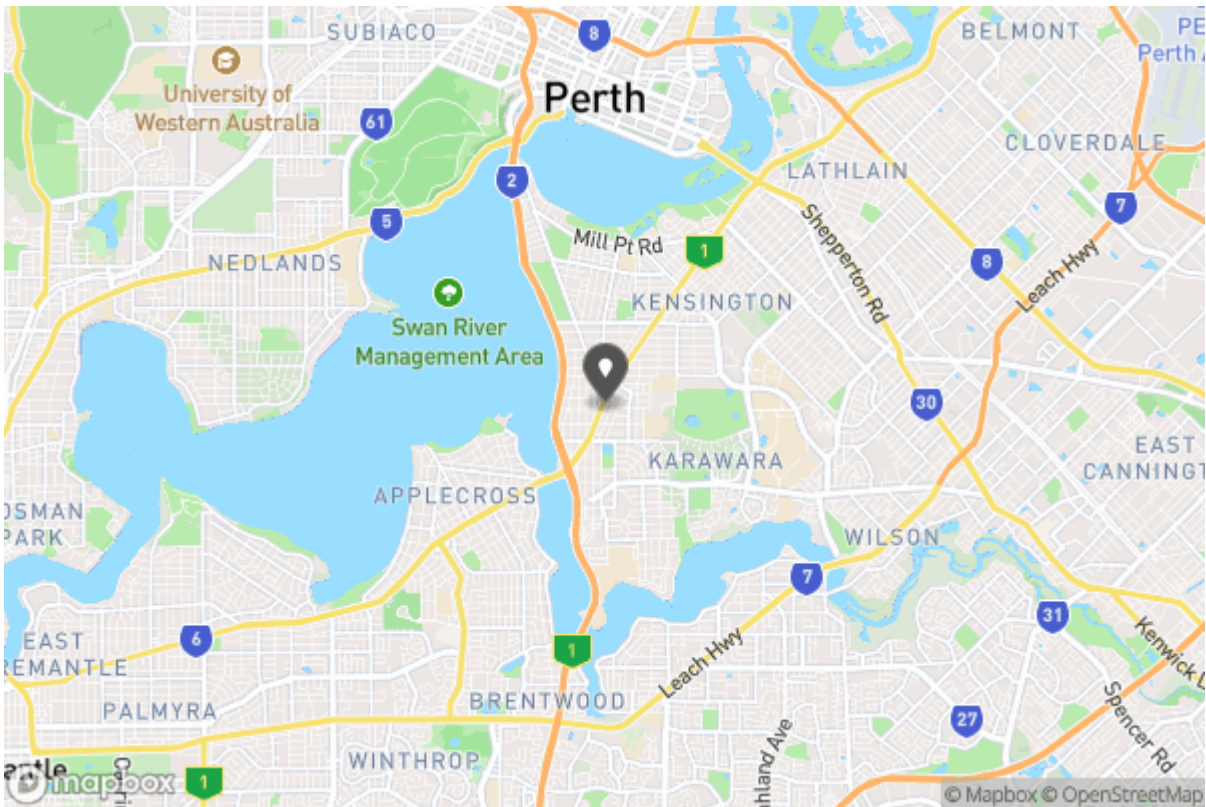 SUBIACO
8
BELMONT
PE
Perth A
University of
Western Australia
Perth
61
CLOVERDALE
LATHLAIN
2
7
5
Mill Pt Rd
1
Shepperton Rd
8
NEDLANDS
Leach Hwy
KENSINGTON
Swan River
Management Area
30
EAST
CANNINGT
KARAWARA
APPLECROSS
OSMAN
PARK
WILSON
7
31
EAST
REMANTLE
6
1
Leach Hwy
Kenwick D
BRENTWOOD
PALMYRA
Spencer Rd
27
WINTHROP
hland Ave
antle
mapbox
1
© Mapbox © OpenStreetMap